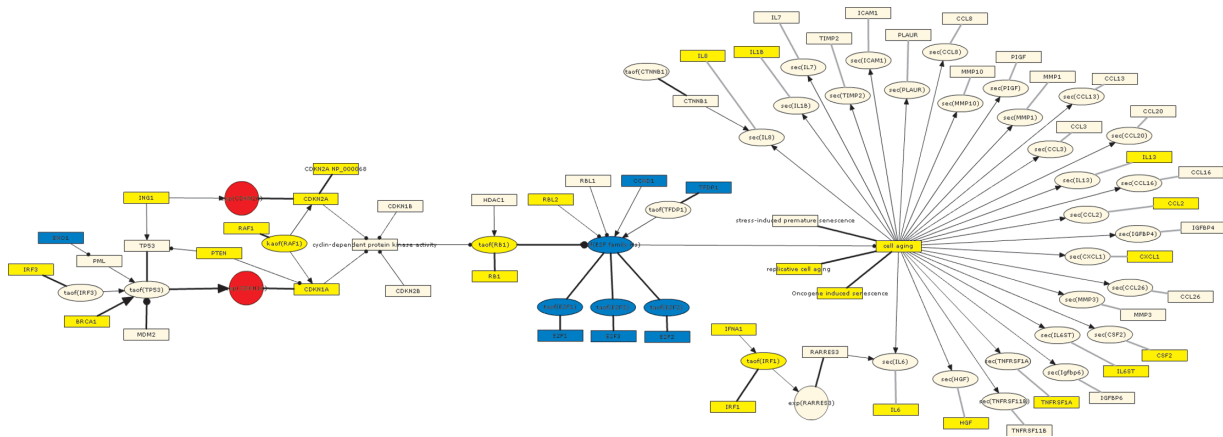 IL7
ICAM1
CCL8
TIMP2
PLAUR
IL8
IL1B
PIGF
MMP10
MMP1
CCL13
taof(CTNNB1)
sec(IL7)
sec(ICAM1)
sec(CCL8)
CTNNB1
sec(IL1B)
sec(TIMP2)
sec(PLAUR)
sec(MMP10)
sec(PIGF)
sec(CCL13)
sec(MMP1)
CCL20
CCL3
sec(CCL20)
sec(IL8)
sec(CCL3)
IL13
sec(IL13)
CCL16
sec(CCL16)
CDKN2A NP_000068
RBL1
ING1
CDKN2A
HDAC1
RBL2
TFDP1
taof(TFDP1)
CCL2
sec(CCL2)
CDKN1B
RAF1
stress-induced premature senescence
IGFBP4
sec(IGFBP4)
TP53
kaof(RAF1)
cyclin-dependent protein kinase activity
taof(RB1)
cell aging
PTEN
PML
sec(CXCL1)
CXCL1
IRF3
RB1
replicative cell aging
taof(IRF3)
taof(TP53)
CDKN1A
CDKN2B
Oncogene induced senescence
sec(CCL26)
CCL26
sec(MMP3)
MMP3
BRCA1
MDM2
IFNA1
sec(IL6ST)
sec(CSF2)
CSF2
RARRES3
taof(IRF1)
sec(IL6)
sec(TNFRSF1A)
sec(Igfbp6)
IL6ST
sec(HGF)
IRF1
exp(RARRES3)
IL6
HGF
sec(TNFRSF11B)
TNFRSF1A
IGFBP6
TNFRSF11B